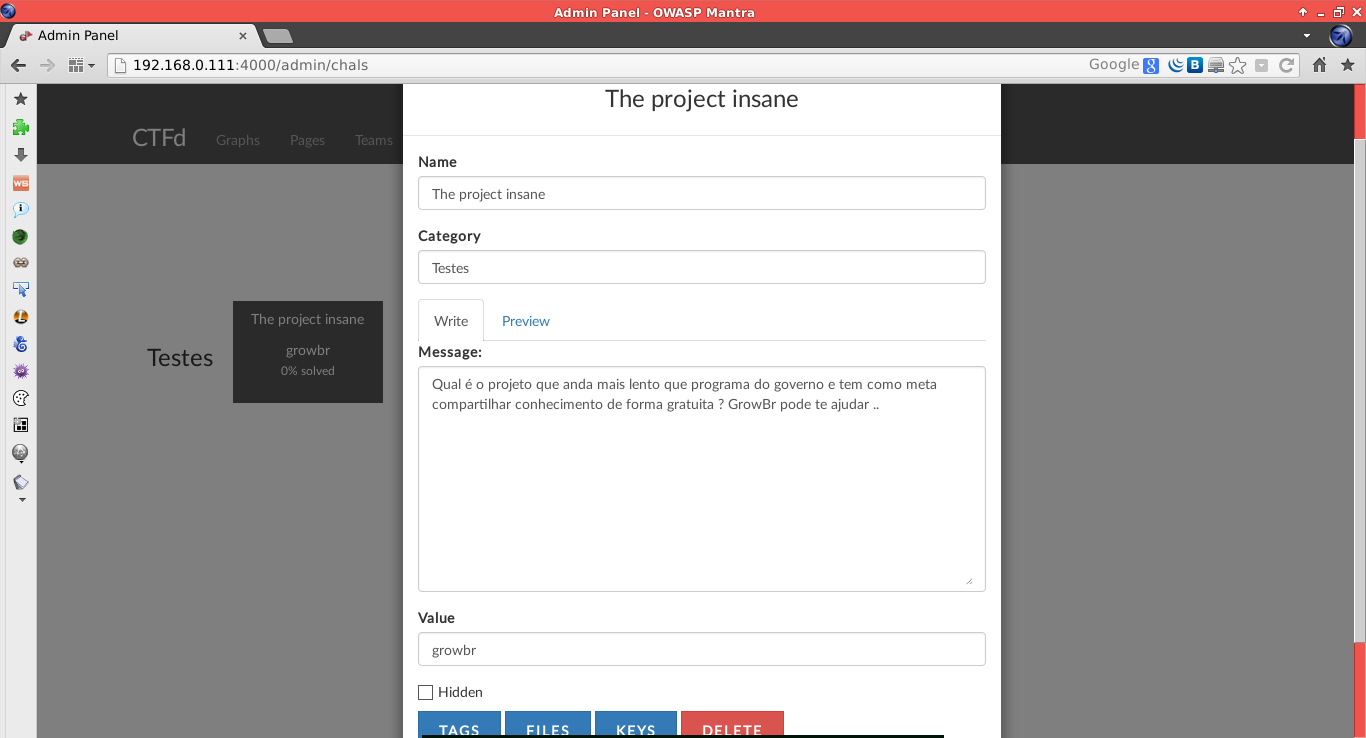 Admin Panel - OWASP Mantra
Admin Panel
192.168.0.111:4000/admin/chals
Google
CTFd
Graphs
Pages
Teams
The project insane
Name
The project insane
Category
Testes
Write
Preview
Message:
Qual é o projeto que anda mais lento que programa do governo e tem como meta
compartilhar conhecimento de forma gratuita ? GrowBr pode te ajudar ..
Value
growbr
Hidden
TAGS
FILES
KEYS
DELETE
Testes
The project insane
growbr
0% solved